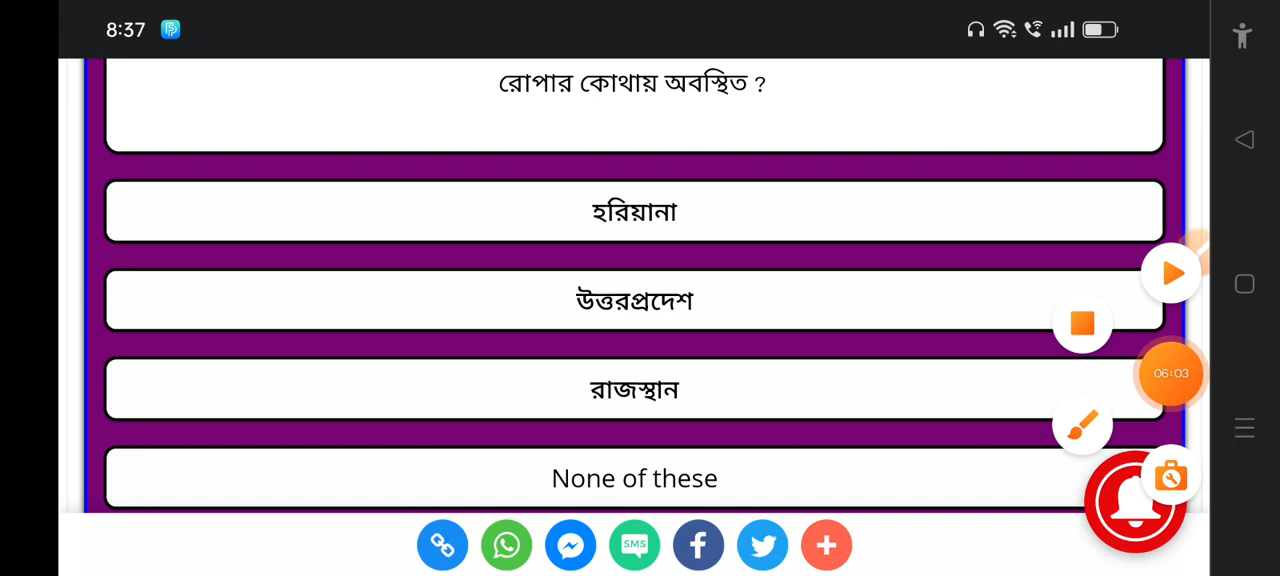 8:37
রোপার কোথায় অবস্থিত ?
হরিয়ানা
উত্তরপ্রদেশ
রাজস্থান
06:03
None of these
SMS